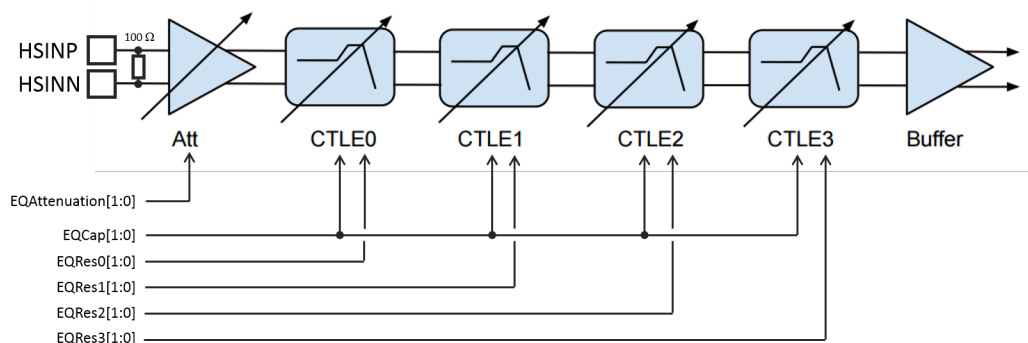 HSINP
100 Ω
HSINN
Att
CTLE0
CTLE1
CTLE2
CTLE3
Buffer
EQAttenuation[1:0]
EQCap[1:0]
EQRes0[1:0]
EQRes1[1:0]
EQRes2[1:0]
EQRes3[1:0]